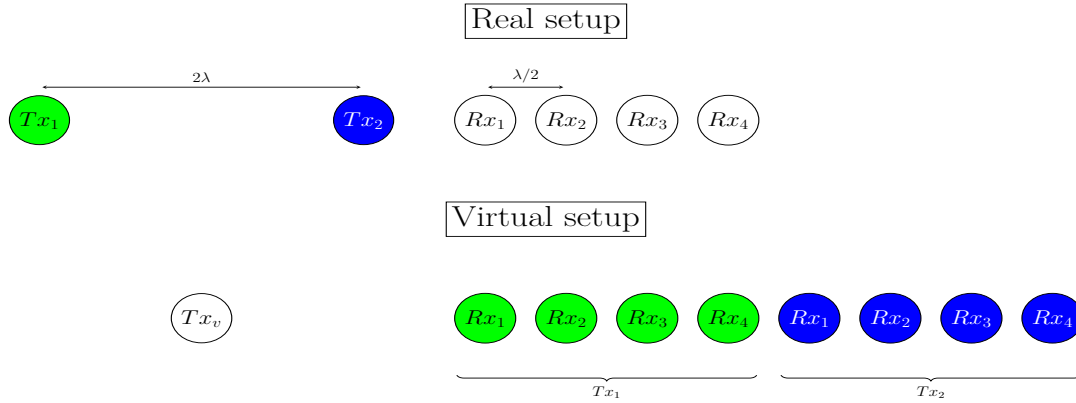 Real setup
2λ λ/2
Tx₁ Tx₂ Rx₁ Rx₂ Rx₃ Rx₄
Virtual setup
Txᵥ Rx₁ Rx₂ Rx₃ Rx₄ Rx₁ Rx₂ Rx₃ Rx₄
Tx₁ Tx₂